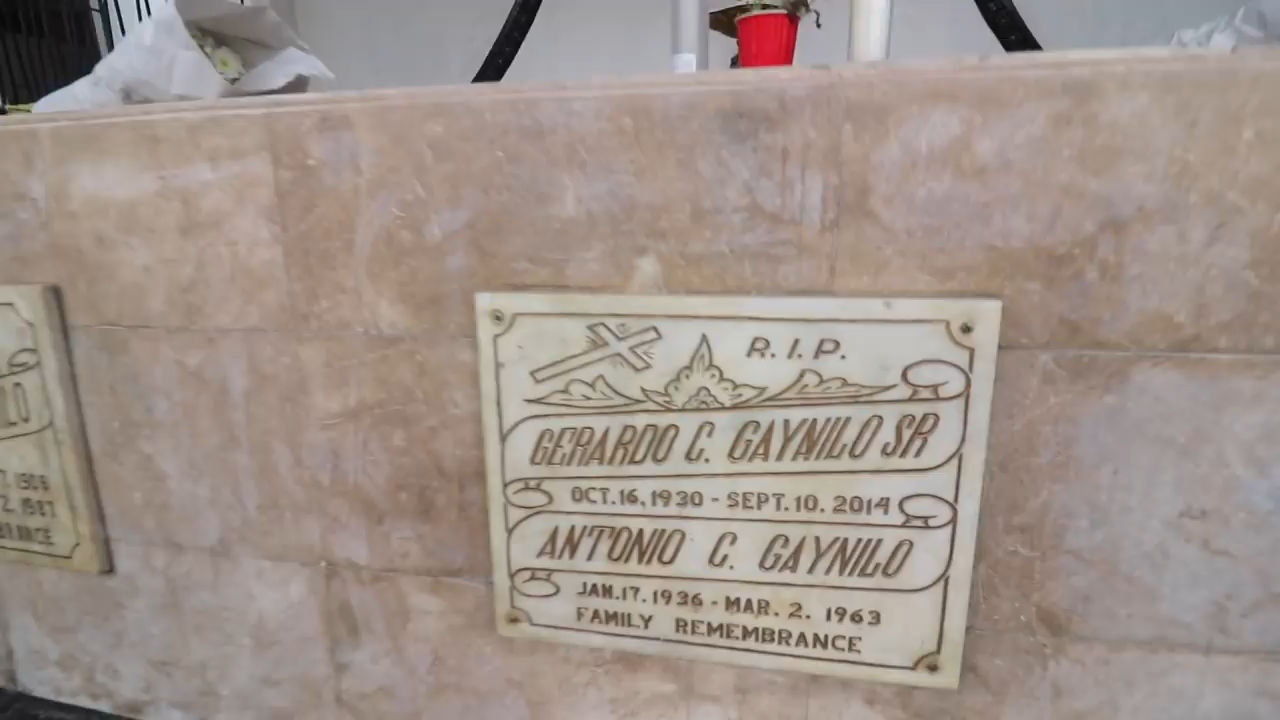 R.I.P.
GERARDO C. GAYNILO SR
OCT.16,1930 - SEPT.10.2014
ANTONIO C. GAYNILO
JAN.17.1936 - MAR. 2. 1963
FAMILY REMEMBRANCE